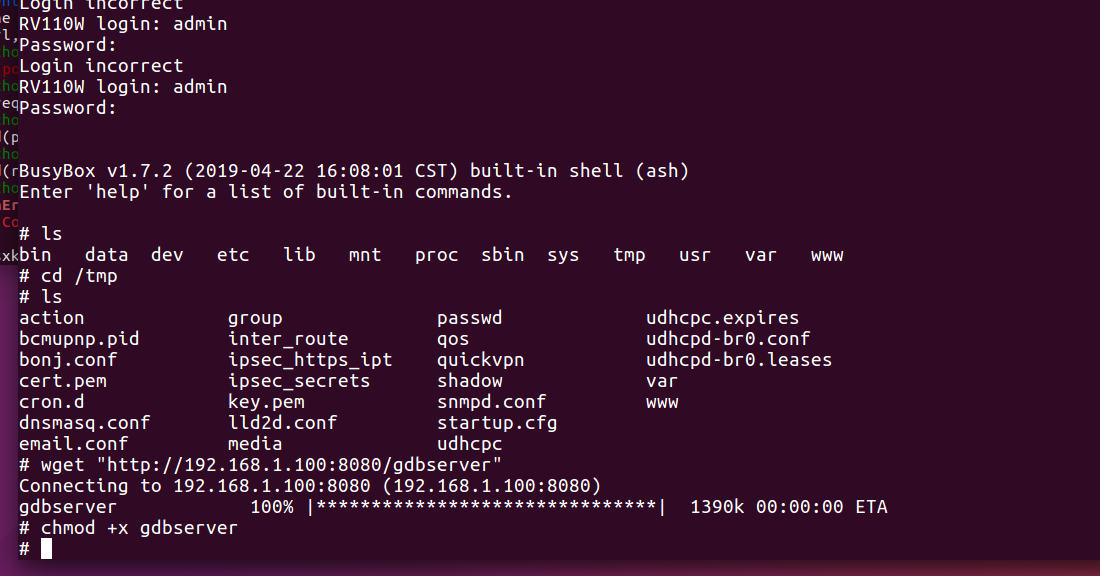 Login incorrect
RV110W login: admin
Password:
Login incorrect
RV110W login: admin
Password:
BusyBox v1.7.2 (2019-04-22 16:08:01 CST) built-in shell (ash)
Enter 'help' for a list of built-in commands.
# ls
bin data dev etc lib mnt proc sbin sys tmp usr var www
# cd /tmp
# ls
action group passwd udhcpc.expires
bcmupnp.pid inter_route qos udhcpd-br0.conf
bonj.conf ipsec_https_ipt quickvpn udhcpd-br0.leases
cert.pem ipsec_secrets shadow var
cron.d key.pem snmpd.conf www
dnsmasq.conf lld2d.conf startup.cfg
email.conf media udhcpc
# wget "http://192.168.1.100:8080/gdbserver"
Connecting to 192.168.1.100:8080 (192.168.1.100:8080)
gdbserver 100% |*******************************| 1390k 00:00:00 ETA
# chmod +x gdbserver
#